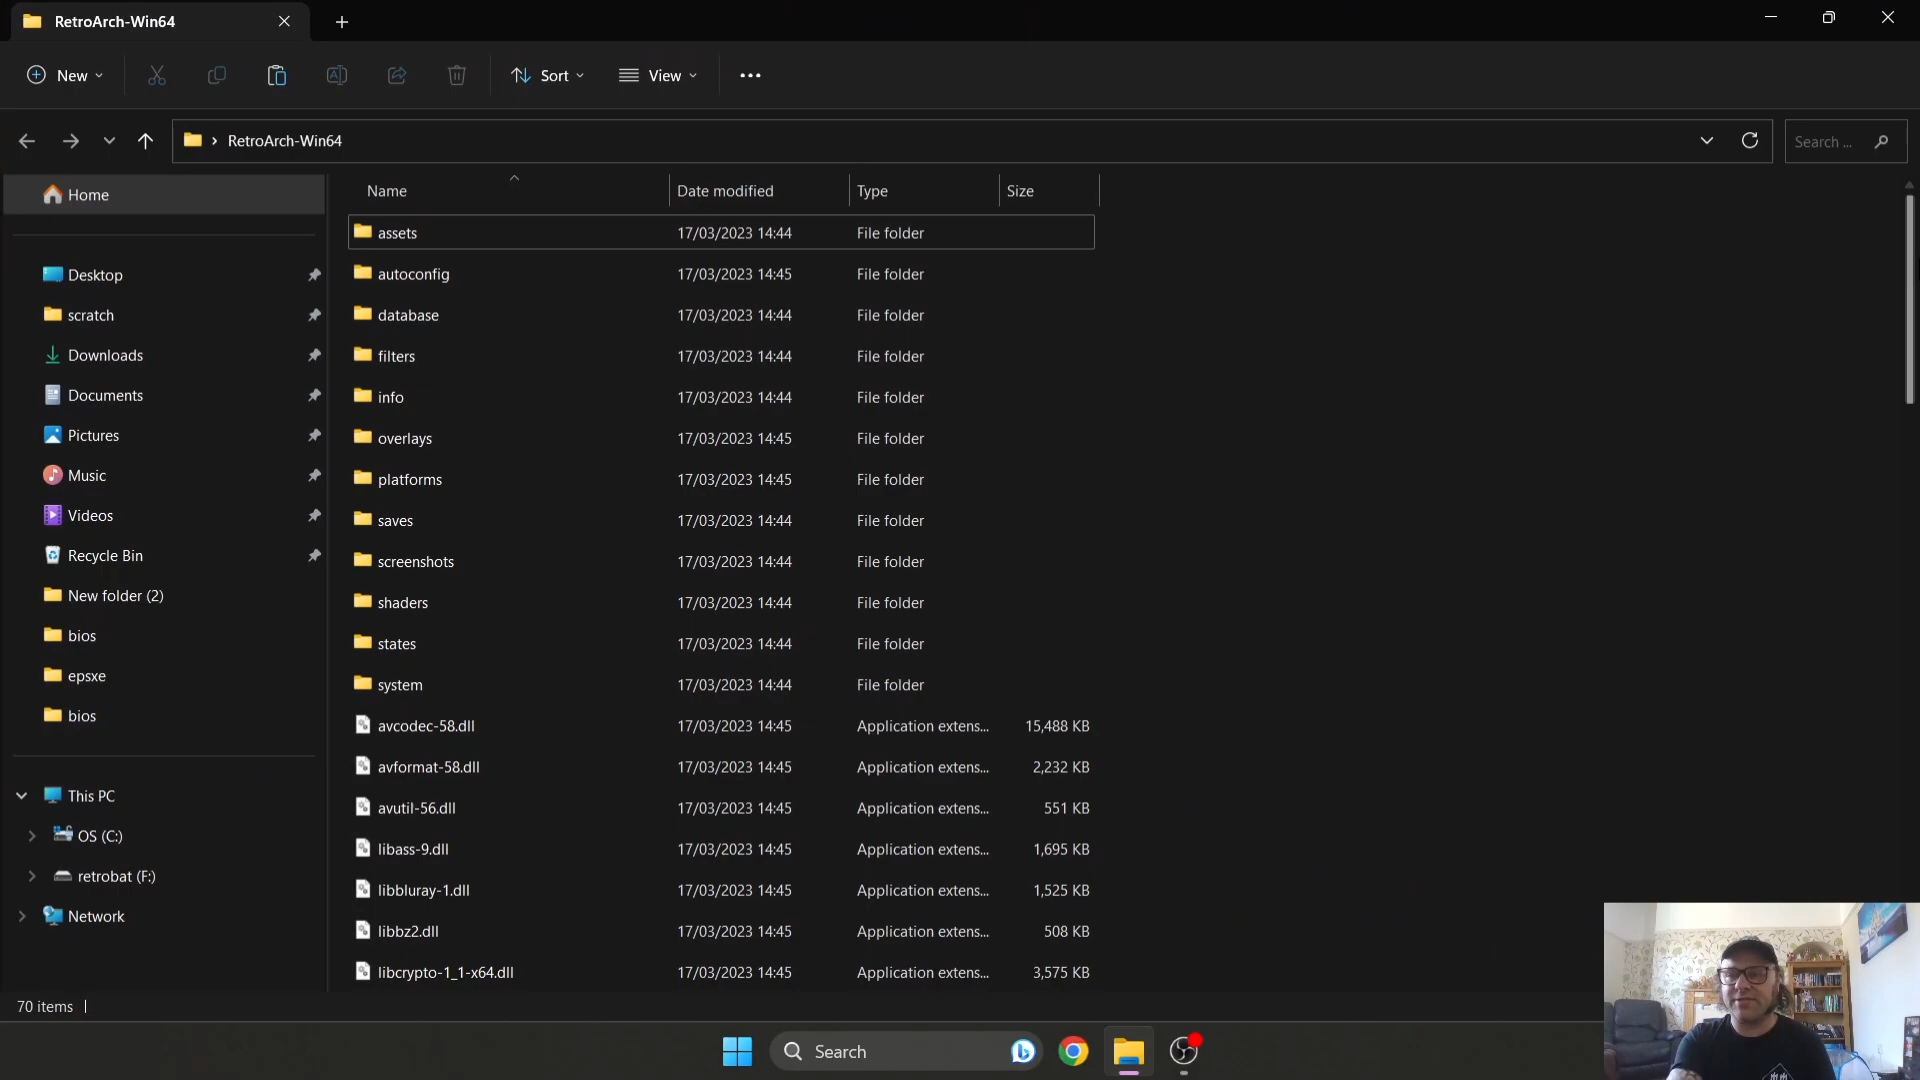 RetroArch-Win64
New
Sort
View
RetroArch-Win64
Search ...
Home
Desktop
scratch
Downloads
Documents
Pictures
Music
Videos
Recycle Bin
New folder (2)
bios
epsxe
bios
This PC
OS (C:)
retrobat (F:)
Network
Name Date modified Type Size
assets 17/03/2023 14:44 File folder
autoconfig 17/03/2023 14:45 File folder
database 17/03/2023 14:44 File folder
filters 17/03/2023 14:44 File folder
info 17/03/2023 14:44 File folder
overlays 17/03/2023 14:45 File folder
platforms 17/03/2023 14:45 File folder
saves 17/03/2023 14:44 File folder
screenshots 17/03/2023 14:44 File folder
shaders 17/03/2023 14:44 File folder
states 17/03/2023 14:44 File folder
system 17/03/2023 14:44 File folder
avcodec-58.dll 17/03/2023 14:45 Application extens... 15,488 KB
avformat-58.dll 17/03/2023 14:45 Application extens... 2,232 KB
avutil-56.dll 17/03/2023 14:45 Application extens... 551 KB
libass-9.dll 17/03/2023 14:45 Application extens... 1,695 KB
libbluray-1.dll 17/03/2023 14:45 Application extens... 1,525 KB
libbz2.dll 17/03/2023 14:45 Application extens... 508 KB
libcrypto-1_1-x64.dll 17/03/2023 14:45 Application extens... 3,575 KB
70 items
Search